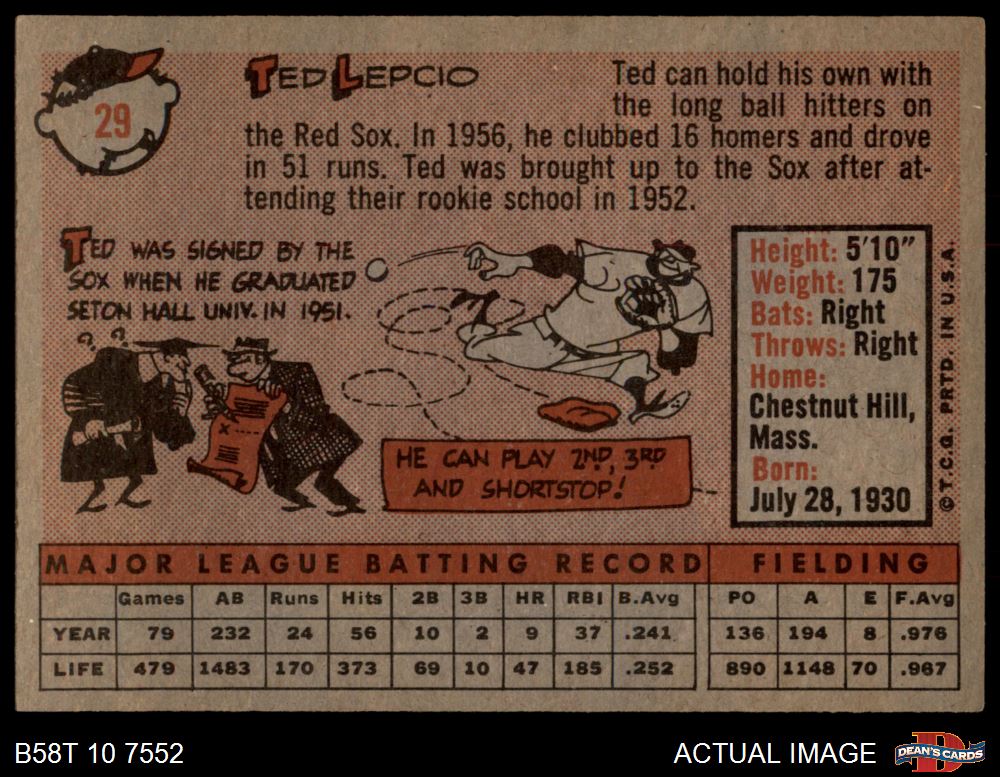 29
TED LEPCIO
Ted can hold his own with
the long ball hitters on
the Red Sox. In 1956, he clubbed 16 homers and drove
in 51 runs. Ted was brought up to the Sox after at-
tending their rookie school in 1952.
TED WAS SIGNED BY THE
SOX WHEN HE GRADUATED
SETON HALL UNIV. IN 1951.
? ?
X
HE CAN PLAY 2ND, 3RD
AND SHORTSTOP!
Height: 5'10"
Weight: 175
Bats: Right
Throws: Right
Home:
Chestnut Hill,
Mass.
Born:
July 28, 1930
© T.C.G. PRTD. IN U.S.A.
MAJOR LEAGUE BATTING RECORD FIELDING
Games AB Runs Hits 2B 3B HR RBI B.Avg PO A E F.Avg
YEAR 79 232 24 56 10 2 9 37 .241 136 194 8 .976
LIFE 479 1483 170 373 69 10 47 185 .252 890 1148 70 .967
B58T 10 7552
ACTUAL IMAGE
D
DEAN'S CARDS